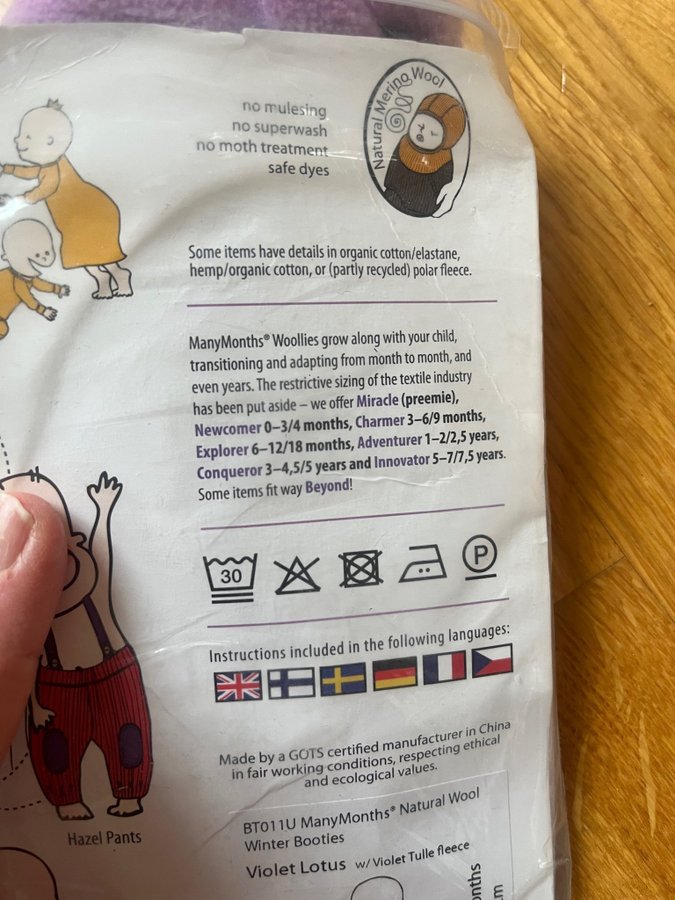 no mulesing
no superwash
no moth treatment
safe dyes
Natural Merino Wool
Some items have details in organic cotton/elastane,
hemp/organic cotton, or (partly recycled) polar fleece.
ManyMonths® Woollies grow along with your child,
transitioning and adapting from month to month, and
even years. The restrictive sizing of the textile industry
has been put aside – we offer Miracle (preemie),
Newcomer 0–3/4 months, Charmer 3–6/9 months,
Explorer 6–12/18 months, Adventurer 1–2/2,5 years,
Conqueror 3–4,5/5 years and Innovator 5–7/7,5 years.
Some items fit way Beyond!
30
P
Instructions included in the following languages:
Made by a GOTS certified manufacturer in China
in fair working conditions, respecting ethical
and ecological values.
Hazel Pants
BT011U ManyMonths® Natural Wool
Winter Booties
Violet Lotus w/ Violet Tulle fleece